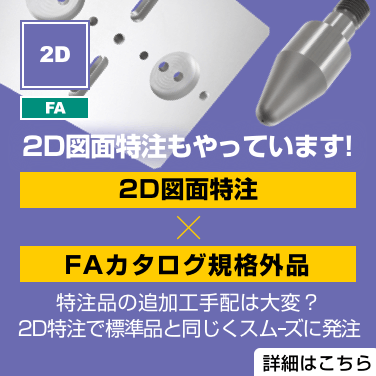 2D
FA
2D図面特注もやっています!
2D図面特注
×
FAカタログ規格外品
特注品の追加工手配は大変？
2D特注で標準品と同じくスムーズに発注
詳細はこちら